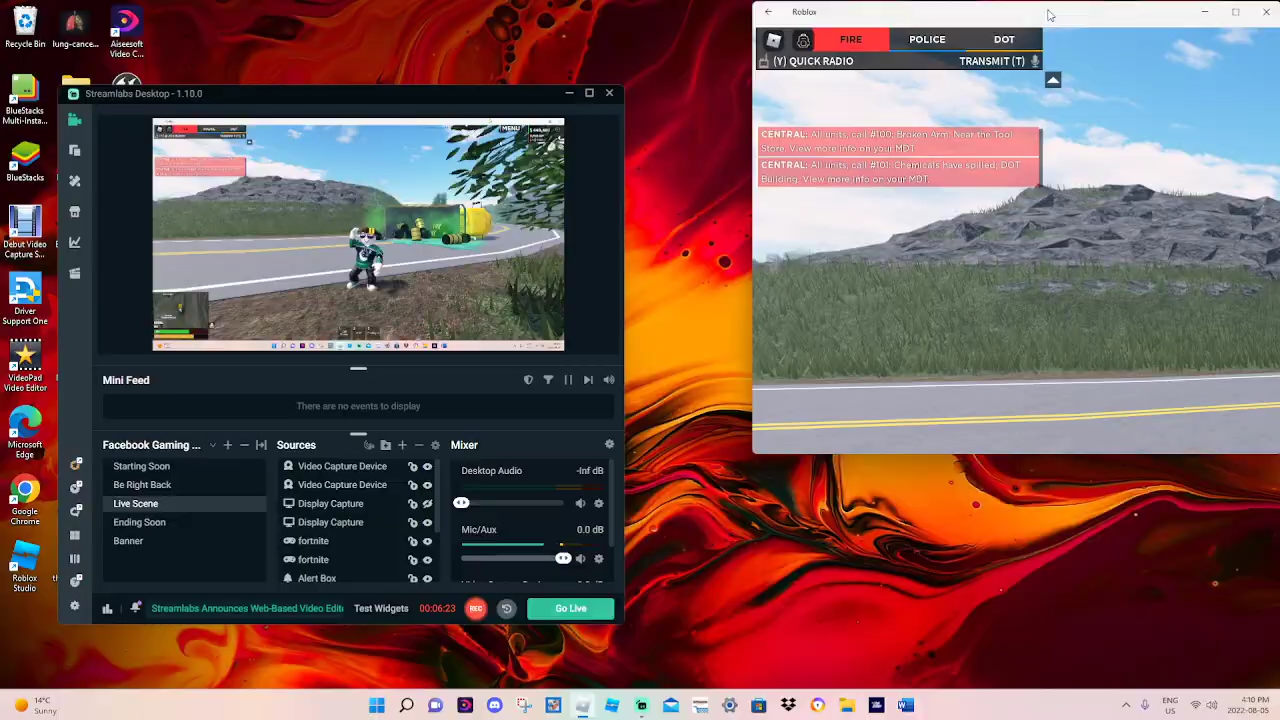 Recycle Bin
lung-care...
Aiseesoft Video C...
BlueStacks Multi-Insta...
BlueStacks
Debut Video Capture S...
Driver Support One
VideoPad Video Editor
Microsoft Edge
Google Chrome
Roblox Studio
Streamlabs Desktop - 1.10.0
MENU
Mini Feed
There are no events to display
Facebook Gaming ...
Starting Soon
Be Right Back
Live Scene
Ending Soon
Banner
Sources
Video Capture Device
Video Capture Device
Display Capture
Display Capture
fortnite
fortnite
Alert Box
Mixer
Desktop Audio
-Inf dB
Mic/Aux
0.0 dB
Streamlabs Announces Web-Based Video Edit
Test Widgets
00:06:23
REC
Go Live
Roblox
FIRE
POLICE
DOT
(Y) QUICK RADIO
TRANSMIT (T)
CENTRAL: All units, call #100: Broken Arm; Near the Tool
Store. View more info on your MDT.
CENTRAL: All units, call #101: Chemicals have spilled; DOT
Building; View more info on your MDT.
14°C
Sunny
ENG
US
4:10 PM
2022-08-05